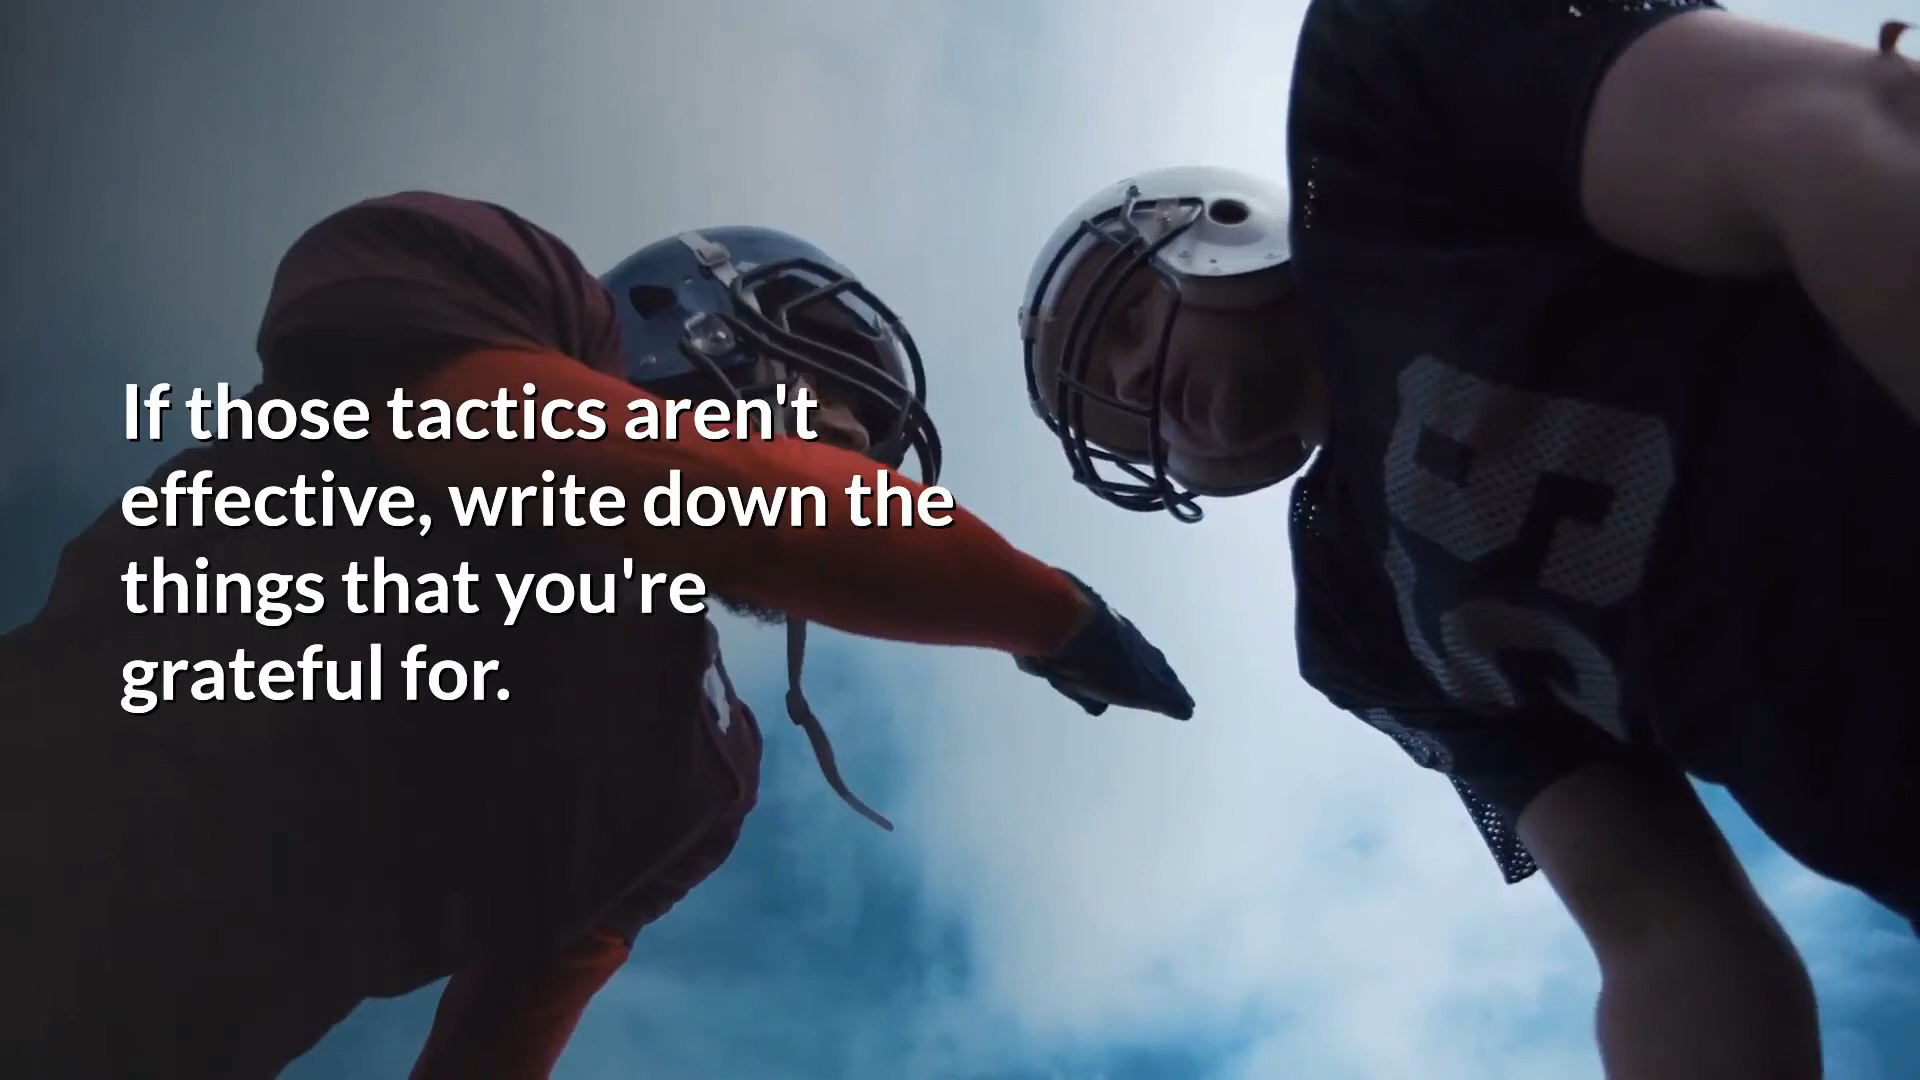 If those tactics aren't
effective, write down the
things that you're
grateful for.